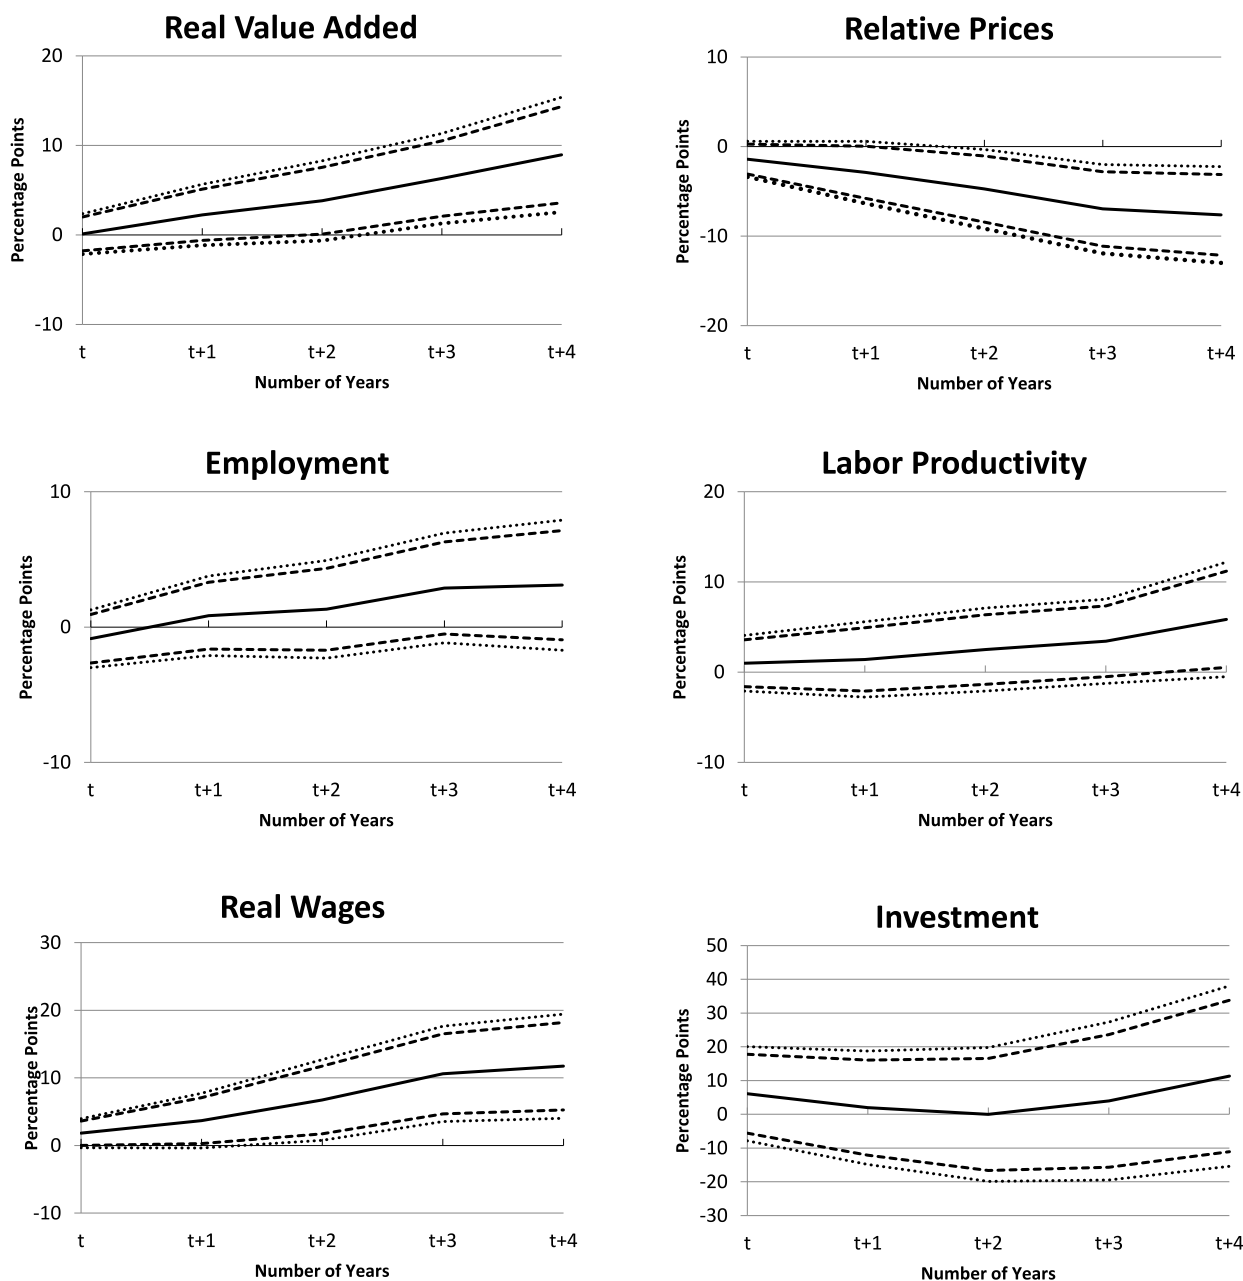 Real Value Added
20
10
0
-10
Percentage Points
t t+1 t+2 t+3 t+4
Number of Years
Relative Prices
10
0
-10
-20
Percentage Points
t t+1 t+2 t+3 t+4
Number of Years
Employment
10
0
-10
Percentage Points
t t+1 t+2 t+3 t+4
Number of Years
Labor Productivity
20
10
0
-10
Percentage Points
t t+1 t+2 t+3 t+4
Number of Years
Real Wages
30
20
10
0
-10
Percentage Points
t t+1 t+2 t+3 t+4
Number of Years
Investment
50
40
30
20
10
0
-10
-20
-30
Percentage Points
t t+1 t+2 t+3 t+4
Number of Years